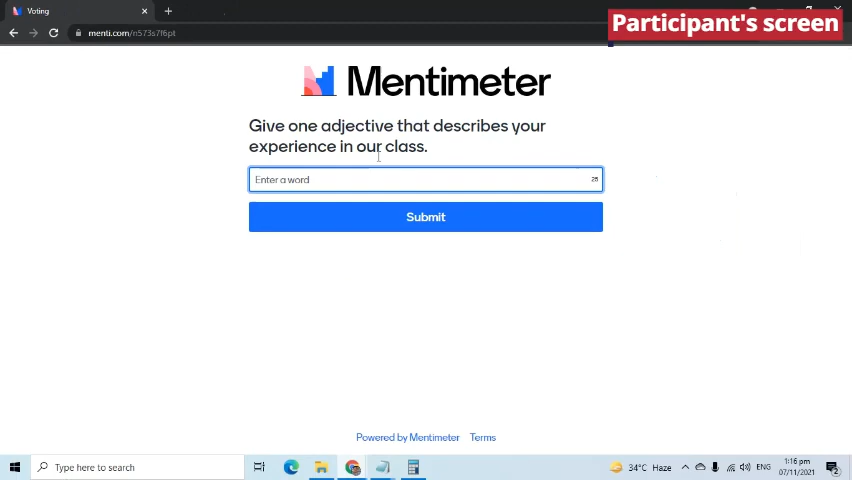 Voting
Participant's screen
menti.com/n573s7f6pt
Mentimeter
Give one adjective that describes your
experience in our class.
Enter a word
25
Submit
Powered by Mentimeter Terms
Type here to search
34°C Haze
ENG
1:16 pm
07/11/2021
2